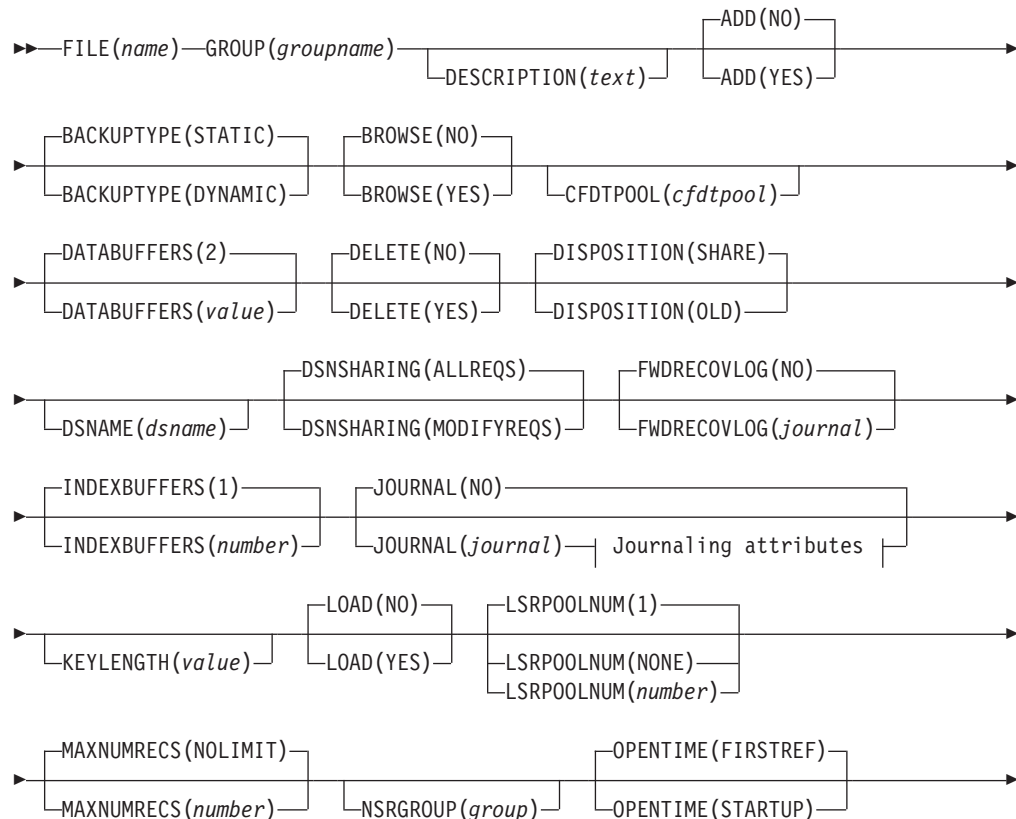 FILE(name) GROUP(groupname) DESCRIPTION(text) ADD(NO) ADD(YES)
BACKUPTYPE(STATIC) BROWSE(NO)
BACKUPTYPE(DYNAMIC) BROWSE(YES) CFDTPOOL(cfdtpool)
DATABUFFERS(2) DELETE(NO) DISPOSITION(SHARE)
DATABUFFERS(value) DELETE(YES) DISPOSITION(OLD)
DSNSHARING(ALLREQS) FWDRECOVLOG(NO)
DSNAME(dsname) DSNSHARING(MODIFYREQS) FWDRECOVLOG(journal)
INDEXBUFFERS(1) JOURNAL(NO)
INDEXBUFFERS(number) JOURNAL(journal) Journaling attributes
LOAD(NO) LSRPOOLNUM(1)
KEYLENGTH(value) LOAD(YES) LSRPOOLNUM(NONE)
LSRPOOLNUM(number)
MAXNUMRECS(NOLIMIT) OPENTIME(FIRSTREF)
MAXNUMRECS(number) NSRGROUP(group) OPENTIME(STARTUP)